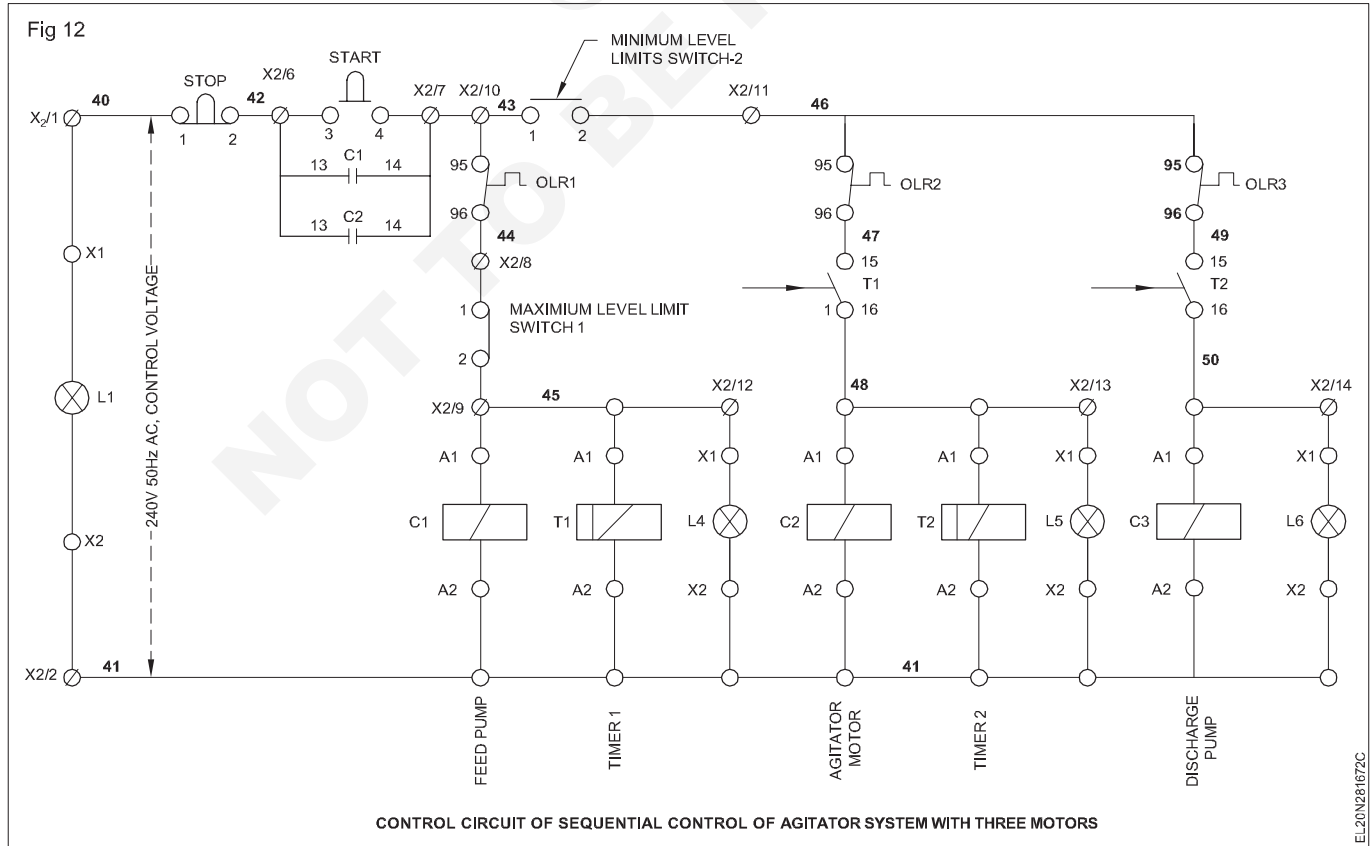 Fig 12
MINIMUM LEVEL
LIMITS SWITCH-2
START
STOP
X2/6
X2/7
X2/10
X2/11
40
42
43
46
X2/1
1
2
3
4
1
2
13
C1
14
13
C2
14
95
OLR1
96
95
OLR2
96
95
OLR3
96
44
47
49
X2/8
15
T1
1
16
15
T2
16
X1
1
MAXIMIUM LEVEL LIMIT
SWITCH 1
2
240V 50Hz AC, CONTROL VOLTAGE
50
L1
X2/9
45
X2/12
48
X2/13
X2/14
A1
A1
X1
A1
A1
X1
A1
X1
C1
T1
L4
C2
T2
L5
C3
L6
X2
A2
A2
X2
A2
A2
X2
A2
X2
X2/2
41
41
FEED PUMP
TIMER 1
AGITATOR
MOTOR
TIMER 2
DISCHARGE
PUMP
CONTROL CIRCUIT OF SEQUENTIAL CONTROL OF AGITATOR SYSTEM WITH THREE MOTORS
EL20N281672C
NOT TO BE